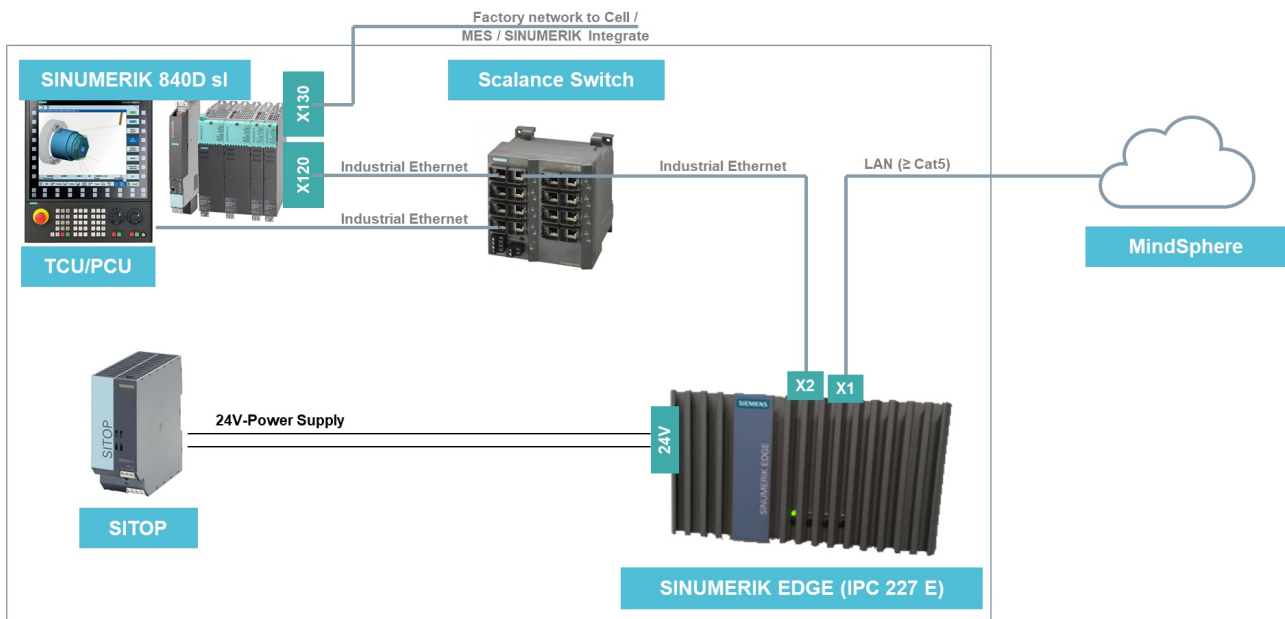 Factory network to Cell /
MES / SINUMERIK Integrate
SINUMERIK 840D sl
X130
X120
Scalance Switch
Industrial Ethernet
Industrial Ethernet
LAN (≥ Cat5)
Industrial Ethernet
TCU/PCU
MindSphere
X2
X1
24V-Power Supply
24V
SIEMENS
SINUMERIK EDGE
SITOP
SITOP
SINUMERIK EDGE (IPC 227 E)